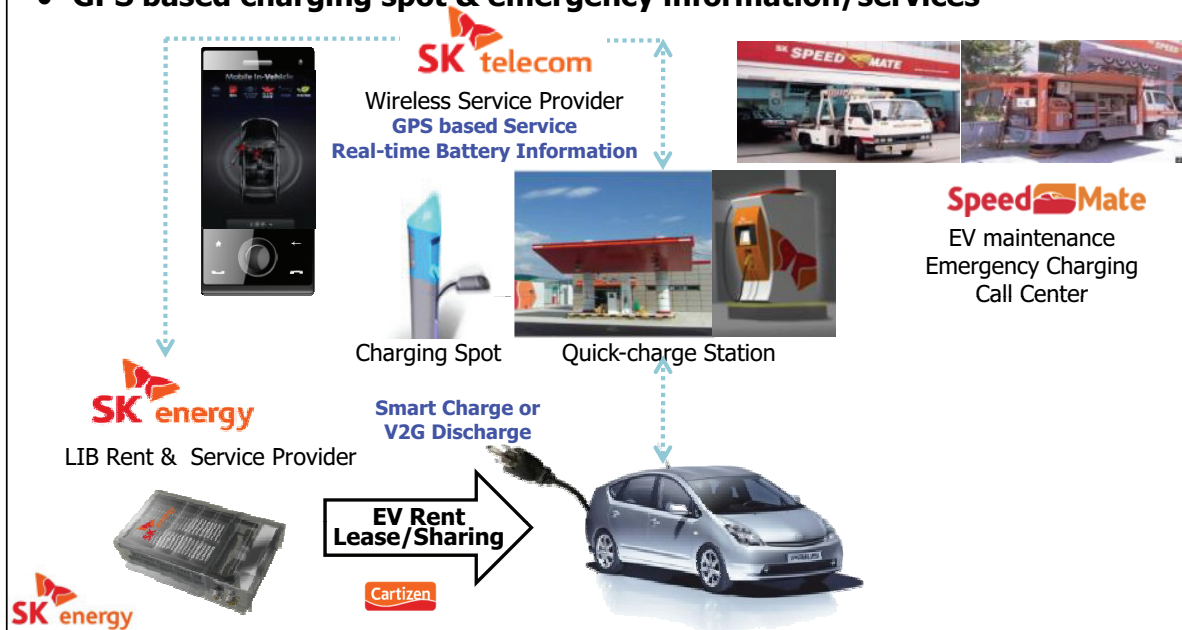 • GPS based charging spot & emergency information/services
SK telecom
Wireless Service Provider
GPS based Service
Real-time Battery Information
Mobile In-Vehicle
SK SPEED MATE
SPEED
Speed Mate
EV maintenance
Emergency Charging
Call Center
Charging Spot
Quick-charge Station
SK energy
LIB Rent & Service Provider
Smart Charge or
V2G Discharge
EV Rent
Lease/Sharing
Cartizen
SK energy